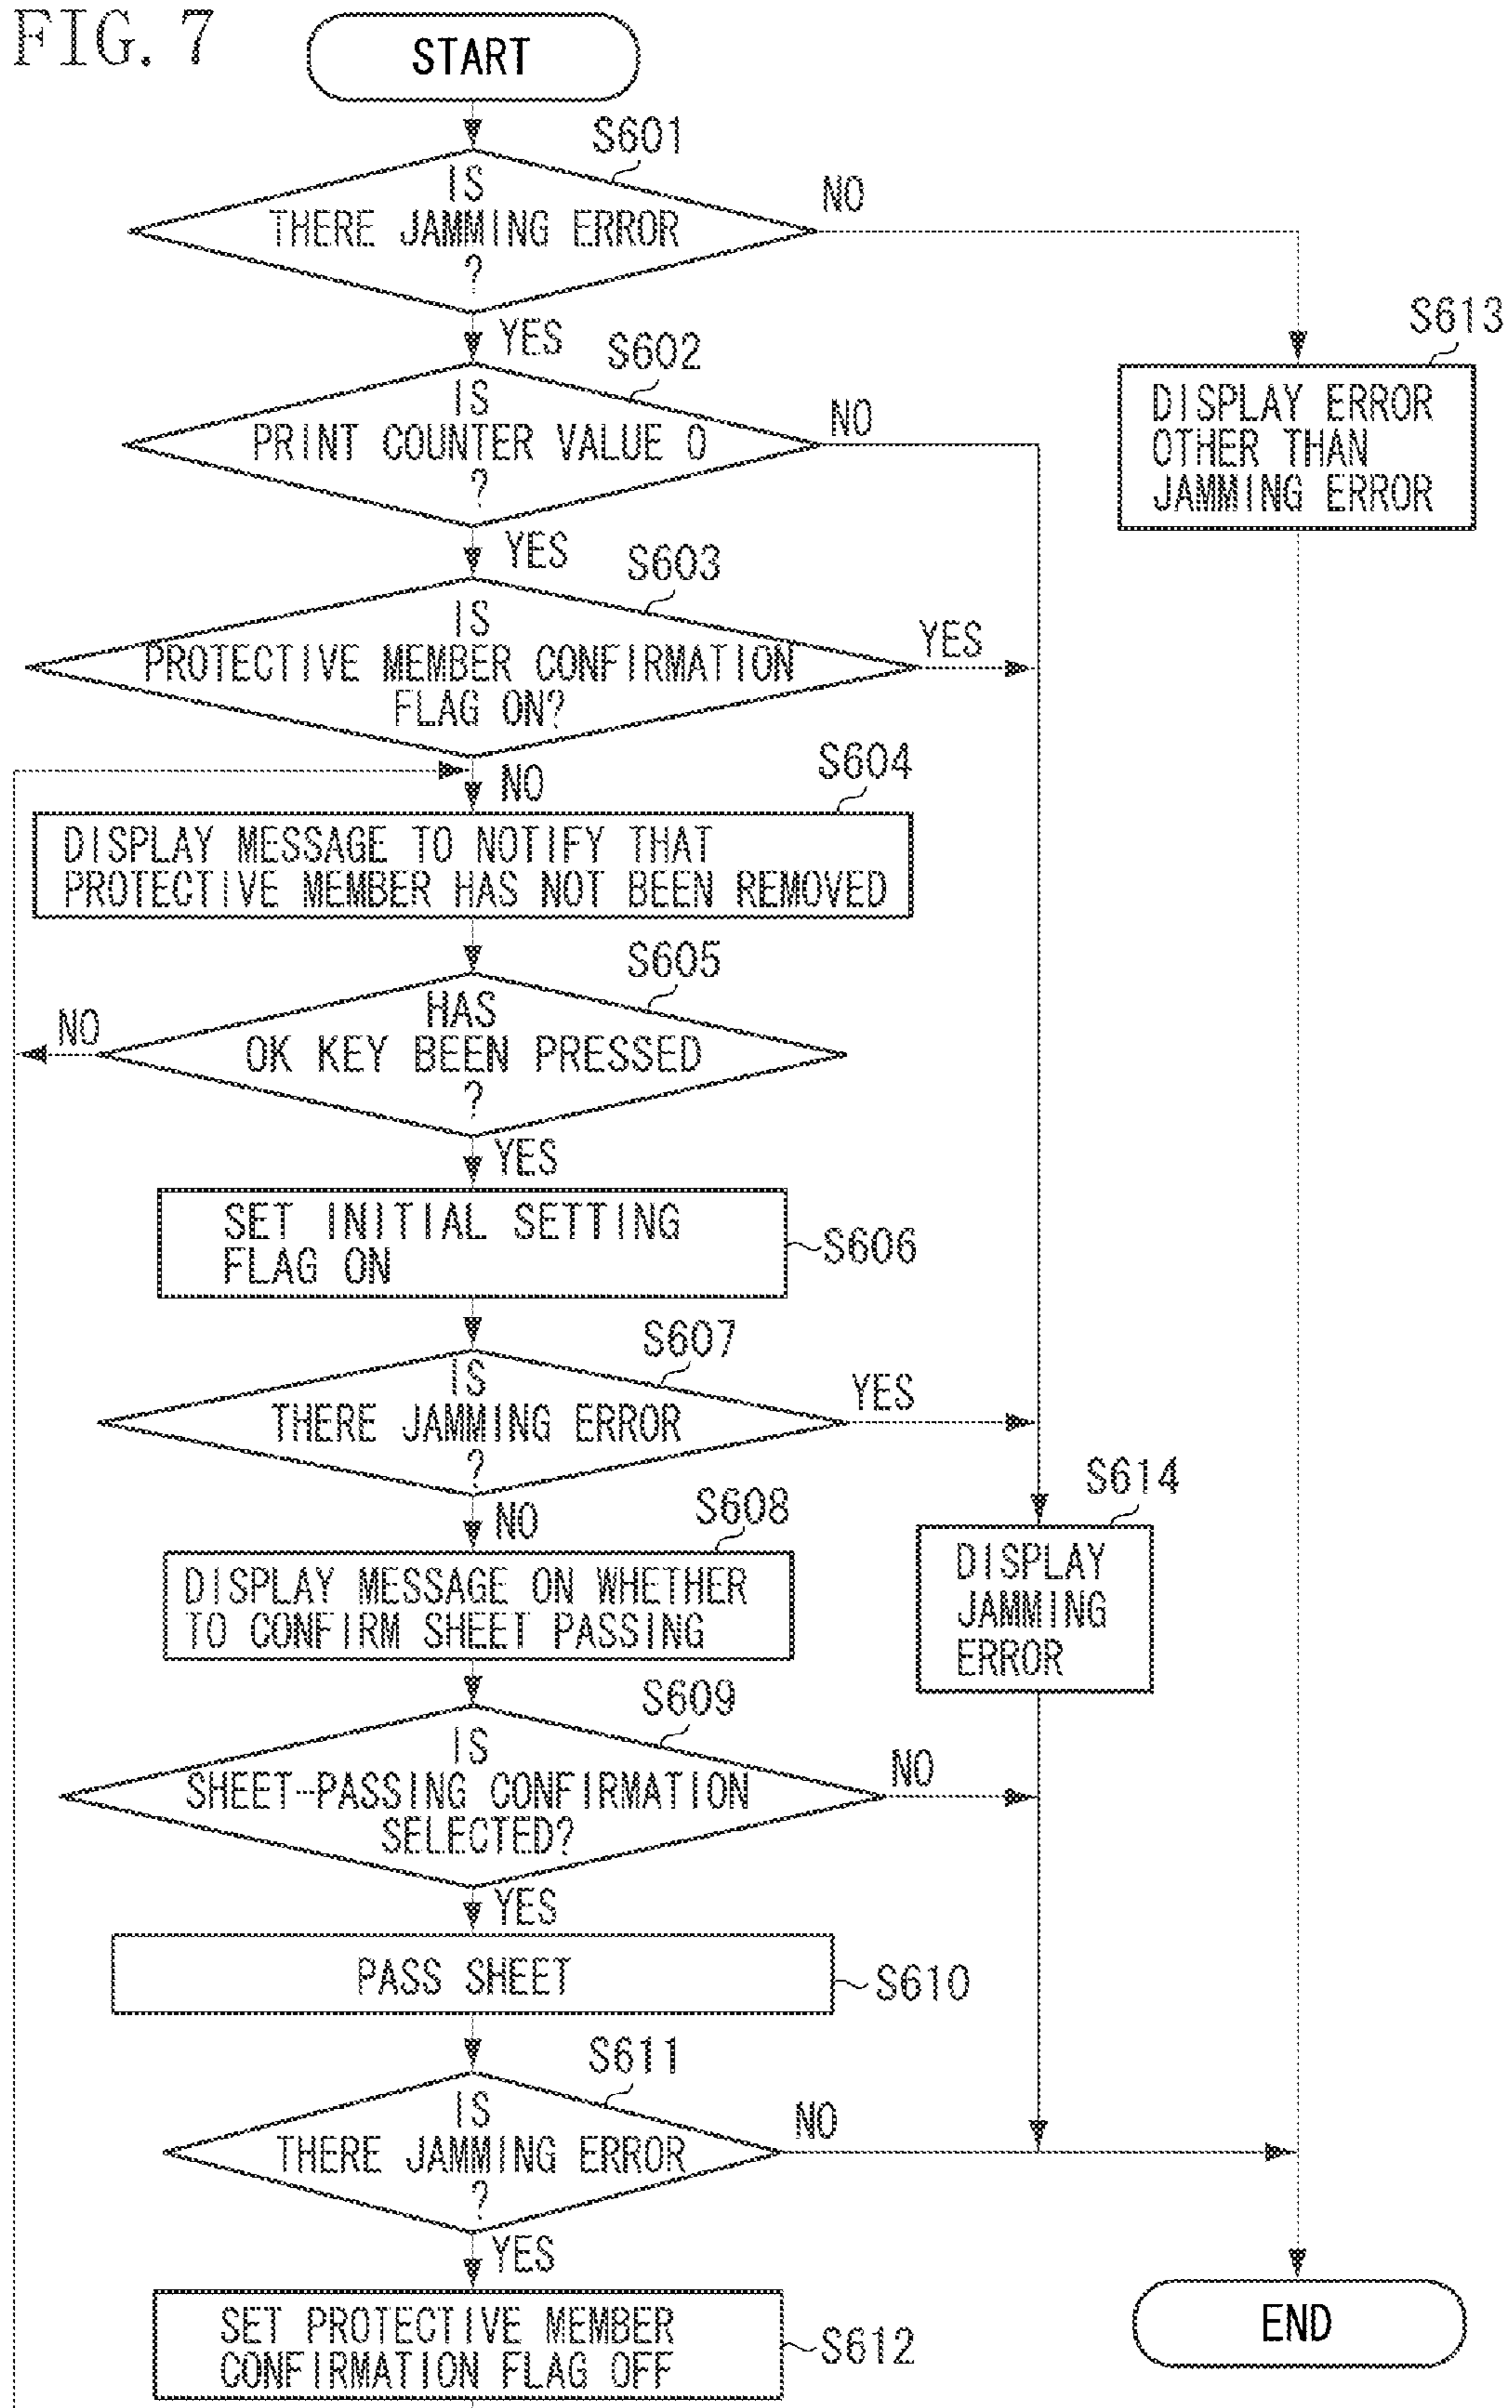 FIG. 7
START
S601
IS
THERE JAMMING ERROR
?
NO
YES
S602
IS
PRINT COUNTER VALUE 0
?
NO
S613
DISPLAY ERROR
OTHER THAN
JAMMING ERROR
YES
S603
IS
PROTECTIVE MEMBER CONFIRMATION
FLAG ON?
YES
NO
S604
DISPLAY MESSAGE TO NOTIFY THAT
PROTECTIVE MEMBER HAS NOT BEEN REMOVED
S605
HAS
OK KEY BEEN PRESSED
?
NO
YES
SET INITIAL SETTING
FLAG ON
S606
S607
IS
THERE JAMMING ERROR
?
YES
NO
S608
DISPLAY MESSAGE ON WHETHER
TO CONFIRM SHEET PASSING
S614
DISPLAY
JAMMING
ERROR
S609
IS
SHEET-PASSING CONFIRMATION
SELECTED?
NO
YES
PASS SHEET
S610
S611
IS
THERE JAMMING ERROR
?
NO
YES
SET PROTECTIVE MEMBER
CONFIRMATION FLAG OFF
S612
END